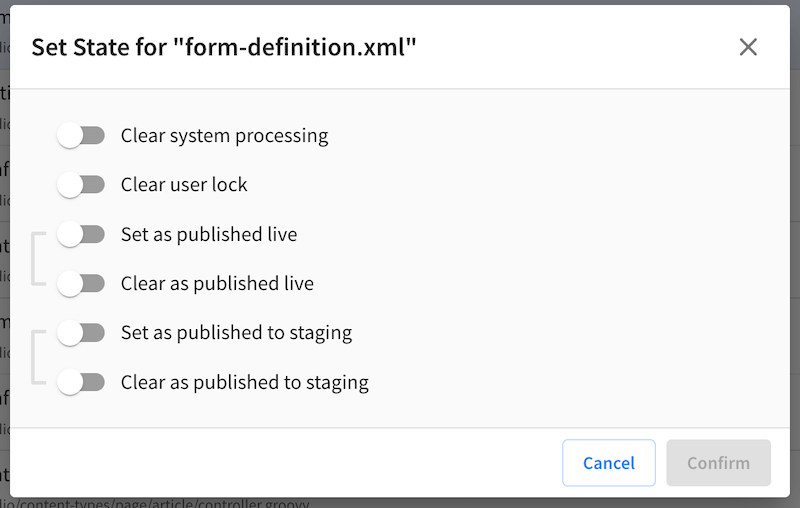 Set State for "form-definition.xml"
Clear system processing
Clear user lock
Set as published live
Clear as published live
Set as published to staging
Clear as published to staging
Cancel
Confirm
lio/content-types/page/article/controller.groovy